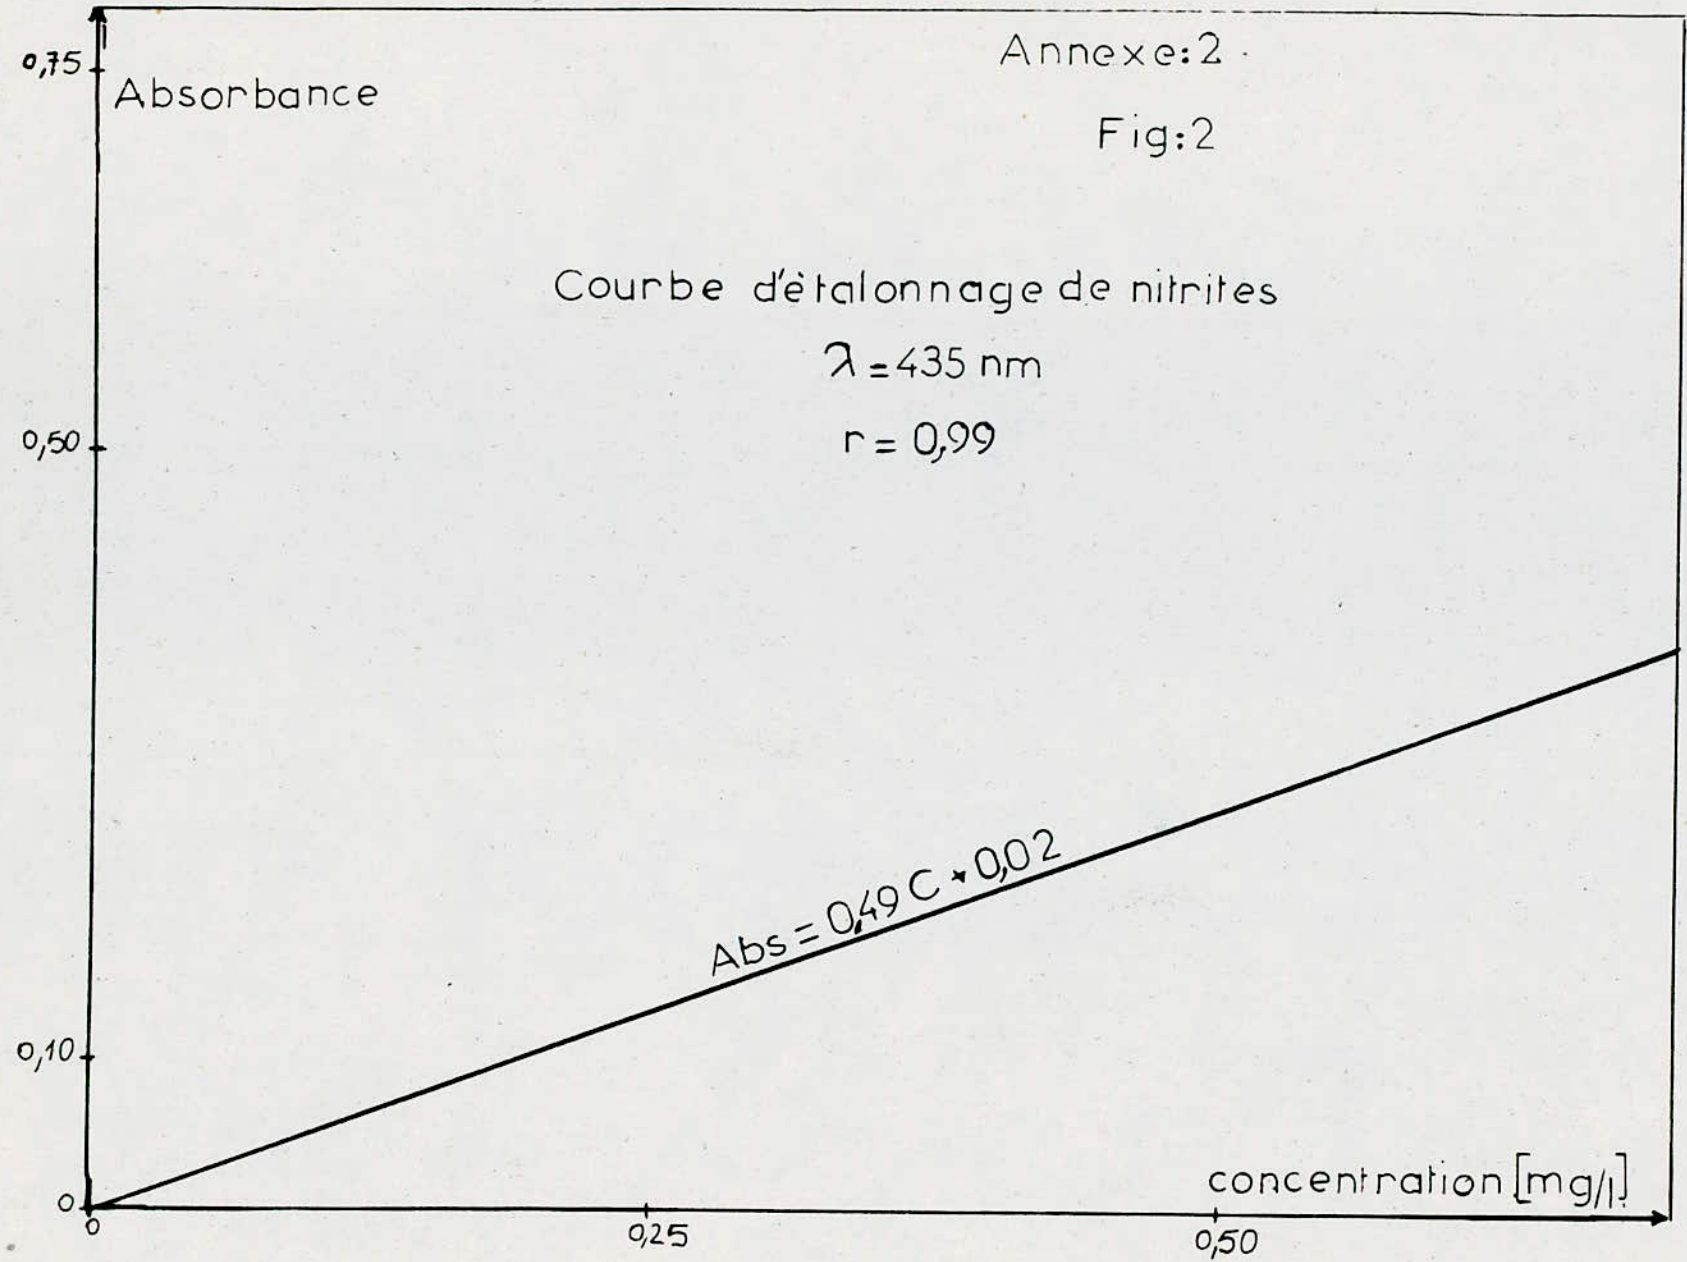 Annexe:2
Fig:2
0,75
Absorbance
Courbe d'ètalonnage de nitrites
λ = 435 nm
r = 0,99
0,50
Abs = 0,49 C + 0,02
0,10
concentration [mg/l]
0
0
0,25
0,50